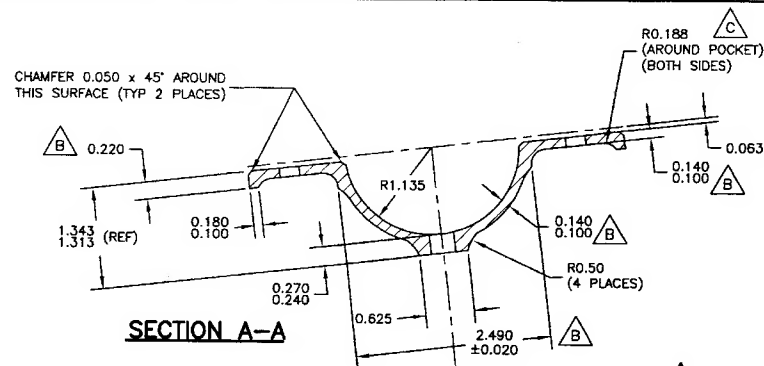 C
R0.188
(AROUND POCKET)
(BOTH SIDES)
CHAMFER 0.050 x 45° AROUND
THIS SURFACE (TYP 2 PLACES)
B 0.220
0.063
R1.135
0.140
0.100 B
1.343
1.313 (REF)
0.180
0.100
0.140
0.100 B
R0.50
(4 PLACES)
0.270
0.240
0.625
SECTION A-A
2.490
±0.020 B